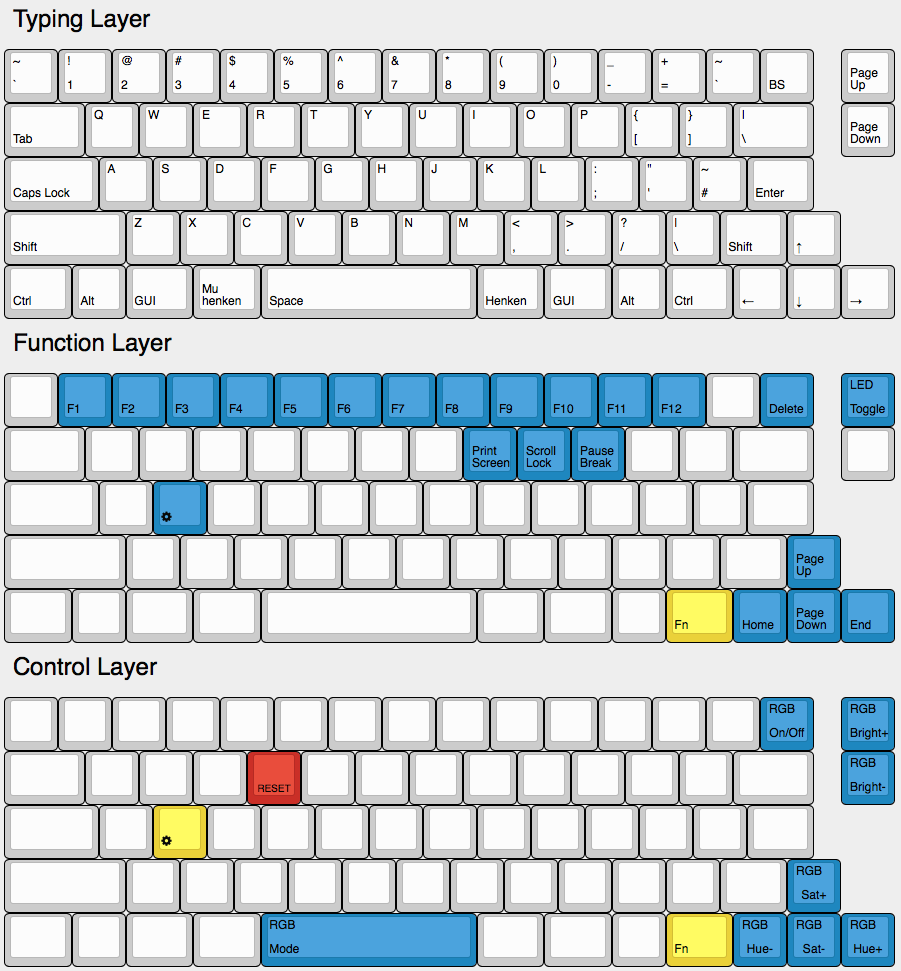 Typing Layer
~ ! @ # $ % ^ & * ( ) _ + ~
` 1 2 3 4 5 6 7 8 9 0 - = ` BS Page Up
Q W E R T Y U I O P { } |
Tab [ ] \ Page Down
A S D F G H J K L : " ~
Caps Lock ; ' # Enter
Z X C V B N M < > ? |
Shift , . / \ Shift ↑
Ctrl Alt GUI Mu henken Space Henken GUI Alt Ctrl ← ↓ →
Function Layer
F1 F2 F3 F4 F5 F6 F7 F8 F9 F10 F11 F12 Delete LED Toggle
Print Screen Scroll Lock Pause Break
Page Up
Fn Home Page Down End
Control Layer
RGB On/Off RGB Bright+
RESET RGB Bright-
RGB Sat+
RGB Mode Fn RGB Hue- RGB Sat- RGB Hue+